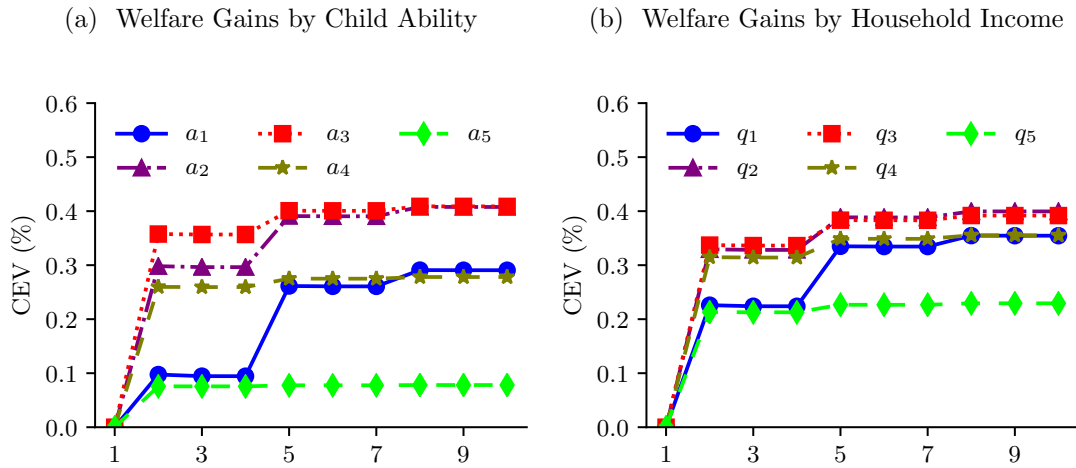 (a) Welfare Gains by Child Ability
CEV (%)
0.6
0.5
0.4
0.3
0.2
0.1
0.0
a1 a3 a5
a2 a4
1 3 5 7 9
(b) Welfare Gains by Household Income
CEV (%)
0.6
0.5
0.4
0.3
0.2
0.1
0.0
q1 q3 q5
q2 q4
1 3 5 7 9